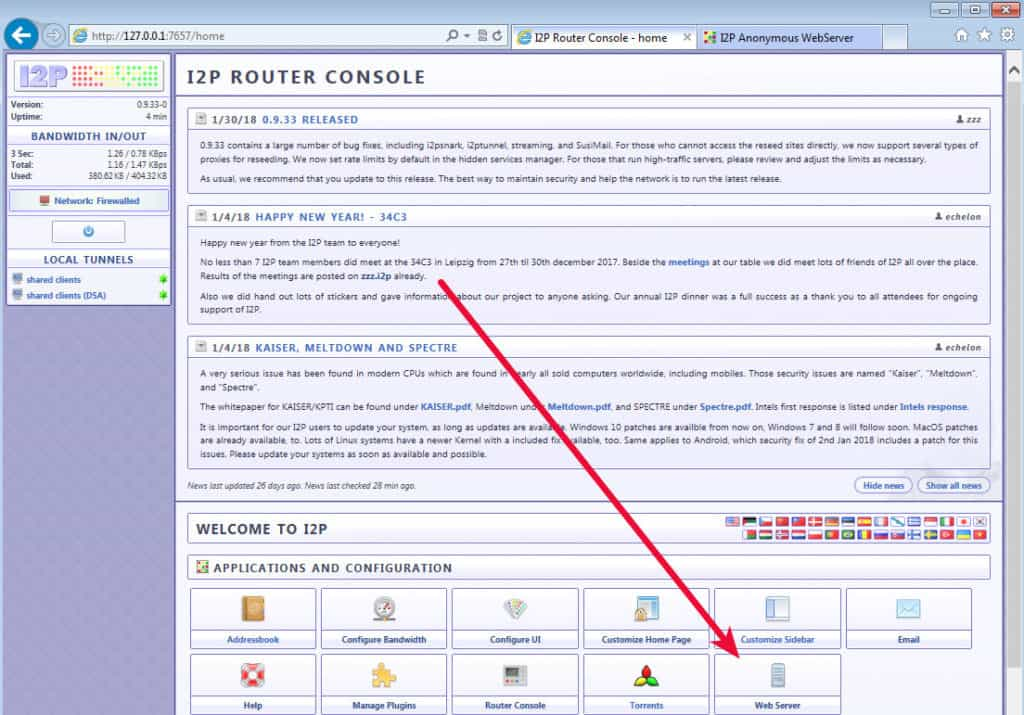 http://127.0.0.1:7657/home
I2P Router Console - home
I2P Anonymous WebServer
I2P
Version: 0.9.33-0
Uptime: 4 min
BANDWIDTH IN/OUT
3 Sec: 1.26 / 0.78 KBps
Total: 1.16 / 1.47 KBps
Used: 380.62 KB / 404.32 KB
Network: Firewalled
LOCAL TUNNELS
shared clients
shared clients (DSA)
I2P ROUTER CONSOLE
1/30/18 0.9.33 RELEASED zzz
0.9.33 contains a large number of bug fixes, including i2psnark, i2ptunnel, streaming, and SusiMail. For those who cannot access the reseed sites directly, we now support several types of
proxies for reseeding. We now set rate limits by default in the hidden services manager. For those that run high-traffic servers, please review and adjust the limits as necessary.
As usual, we recommend that you update to this release. The best way to maintain security and help the network is to run the latest release.
1/4/18 HAPPY NEW YEAR! - 34C3 echelon
Happy new year from the I2P team to everyone!
No less than 7 I2P team members did meet at the 34C3 in Leipzig from 27th til 30th december 2017. Beside the meetings at our table we did meet lots of friends of I2P all over the place.
Results of the meetings are posted on zzz.i2p already.
Also we did hand out lots of stickers and gave information about our project to anyone asking. Our annual I2P dinner was a full success as a thank you to all attendees for ongoing
support of I2P.
1/4/18 KAISER, MELTDOWN AND SPECTRE echelon
A very serious issue has been found in modern CPUs which are found in nearly all sold computers worldwide, including mobiles. Those security issues are named "Kaiser", "Meltdown",
and "Spectre".
The whitepaper for KAISER/KPTI can be found under KAISER.pdf, Meltdown under Meltdown.pdf, and SPECTRE under Spectre.pdf. Intels first response is listed under Intels response.
It is important for our I2P users to update your system, as long as updates are available. Windows 10 patches are availble from now on, Windows 7 and 8 will follow soon. MacOS patches
are already available, to. Lots of Linux systems have a newer Kernel with a included fix available, too. Same applies to Android, which security fix of 2nd Jan 2018 includes a patch for this
issues. Please update your systems as soon as available and possible.
News last updated 26 days ago. News last checked 28 min ago.
Hide news
Show all news
WELCOME TO I2P
APPLICATIONS AND CONFIGURATION
Addressbook
Configure Bandwidth
Configure UI
Customize Home Page
Customize Sidebar
Email
Help
Manage Plugins
Router Console
Torrents
Web Server